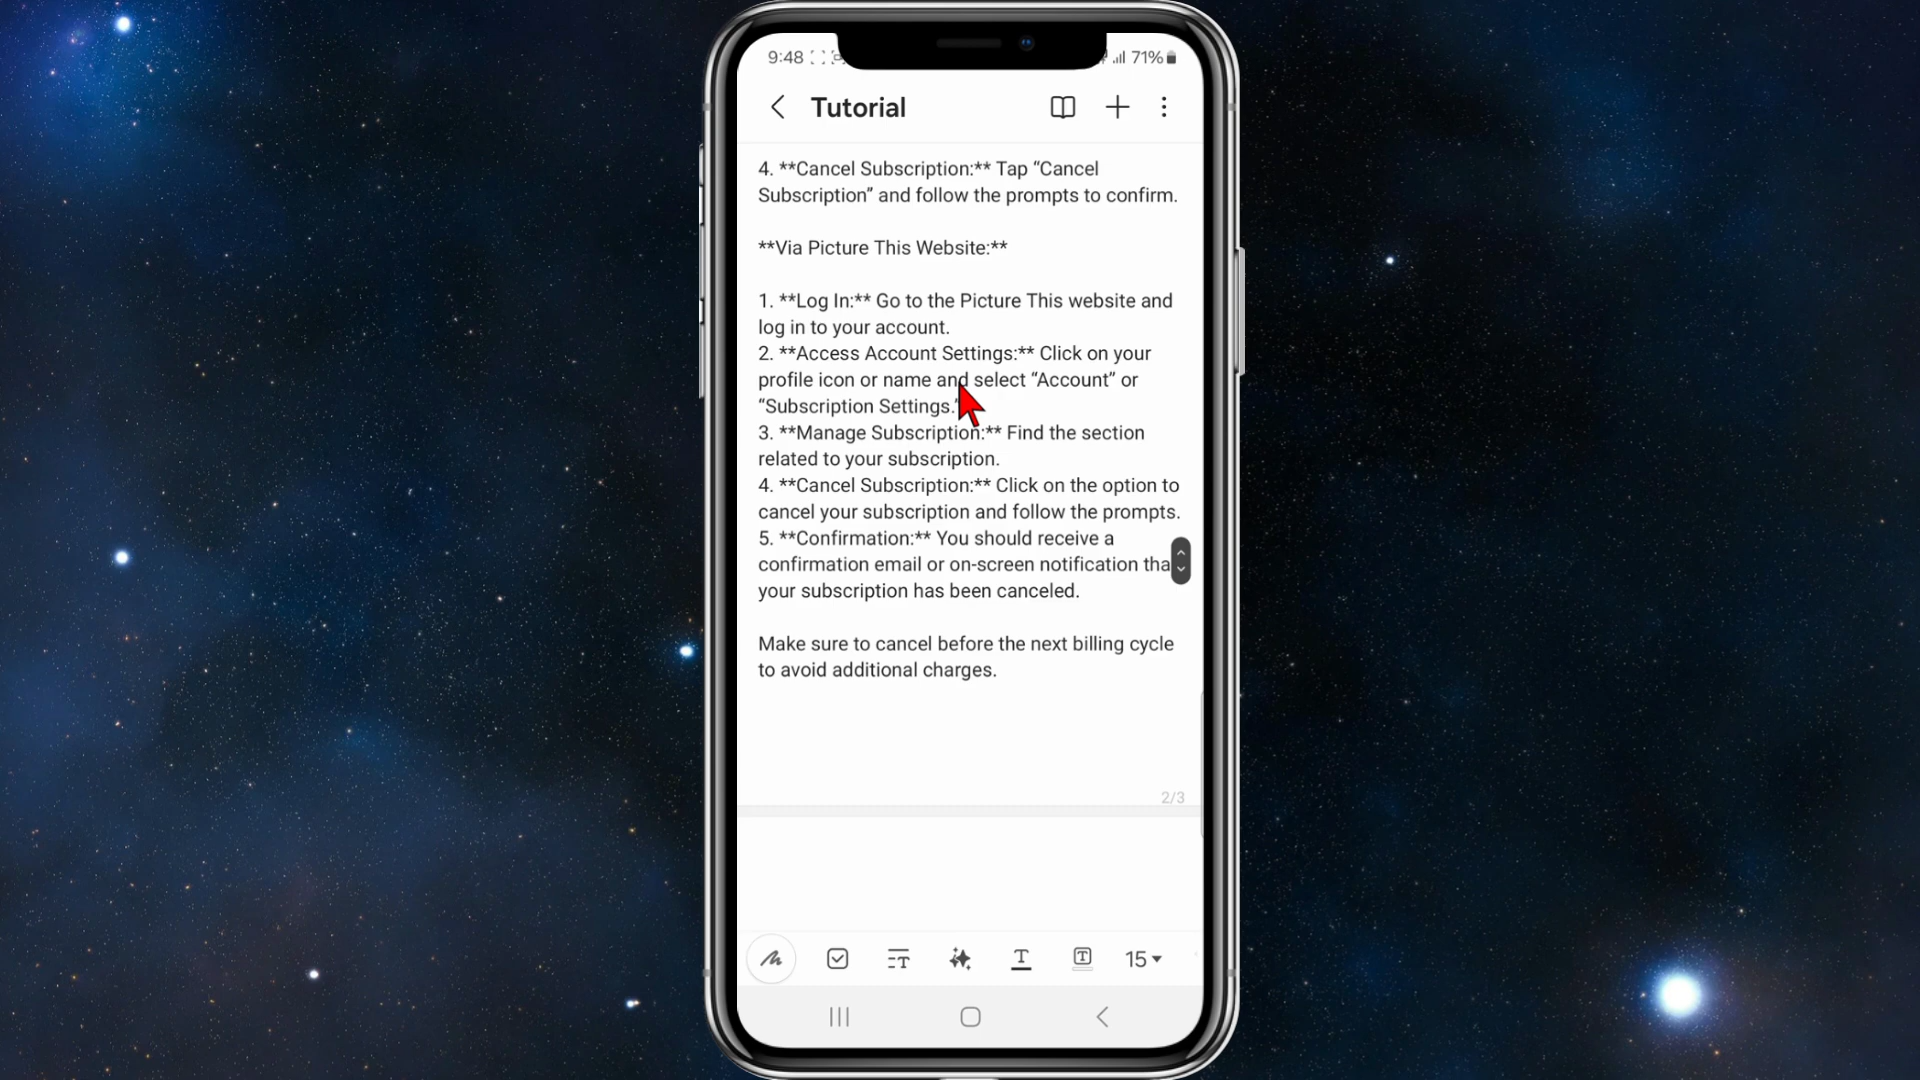 9:48
71%
Tutorial
4. **Cancel Subscription:** Tap “Cancel
Subscription” and follow the prompts to confirm.
**Via Picture This Website:**
1. **Log In:** Go to the Picture This website and
log in to your account.
2. **Access Account Settings:** Click on your
profile icon or name and select “Account” or
“Subscription Settings.”
3. **Manage Subscription:** Find the section
related to your subscription.
4. **Cancel Subscription:** Click on the option to
cancel your subscription and follow the prompts.
5. **Confirmation:** You should receive a
confirmation email or on-screen notification tha
your subscription has been canceled.
Make sure to cancel before the next billing cycle
to avoid additional charges.
2/3
15